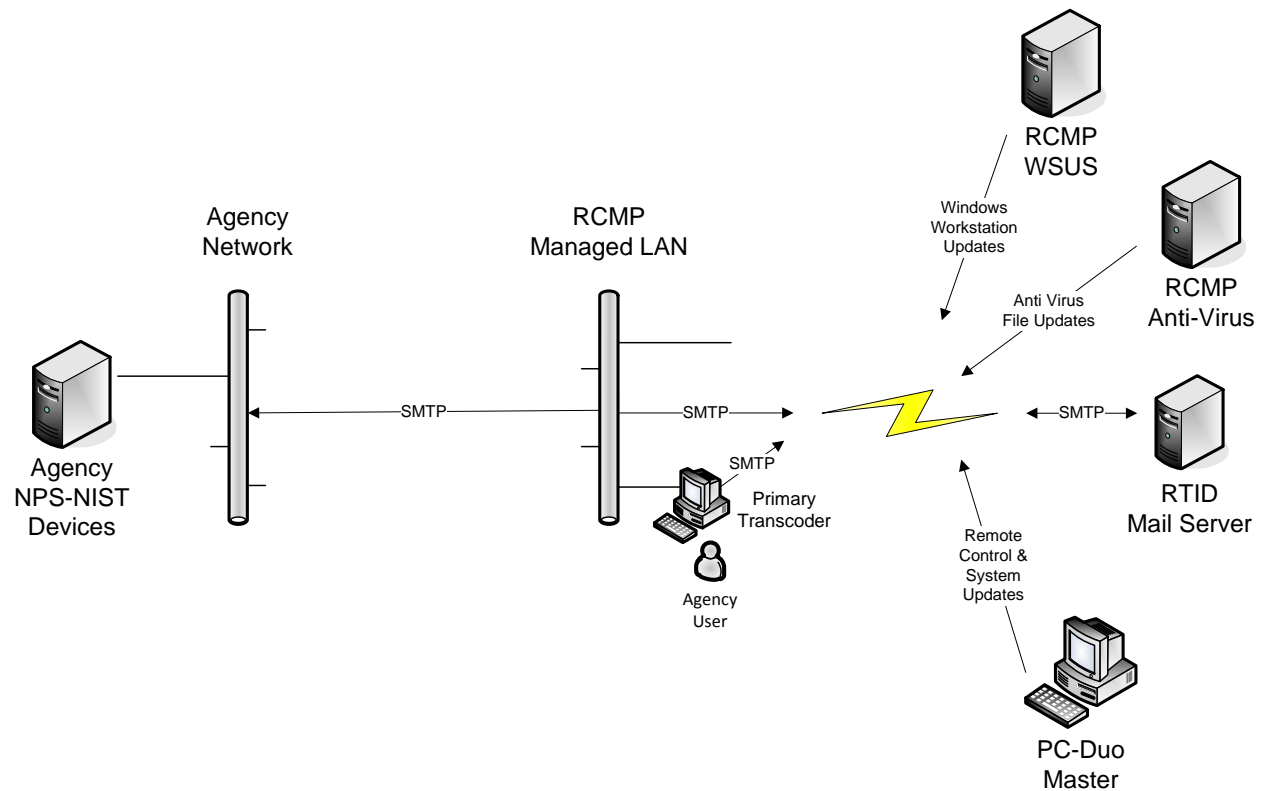 RCMP
WSUS
Agency
Network
RCMP
Managed LAN
Windows
Workstation
Updates
Anti Virus
File Updates
RCMP
Anti-Virus
SMTP
SMTP
SMTP
SMTP
Agency
NPS-NIST
Devices
Primary
Transcoder
RTID
Mail Server
Agency
User
Remote
Control &
System
Updates
PC-Duo
Master